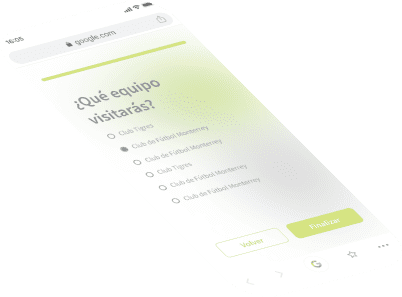 16:05
google.com
¿Qué equipo
visitarás?
Club Tigres
Club de Fútbol Monterrey
Club de Fútbol Monterrey
Club Tigres
Club de Fútbol Monterrey
Club de Fútbol Monterrey
Volver
Finalizar
G